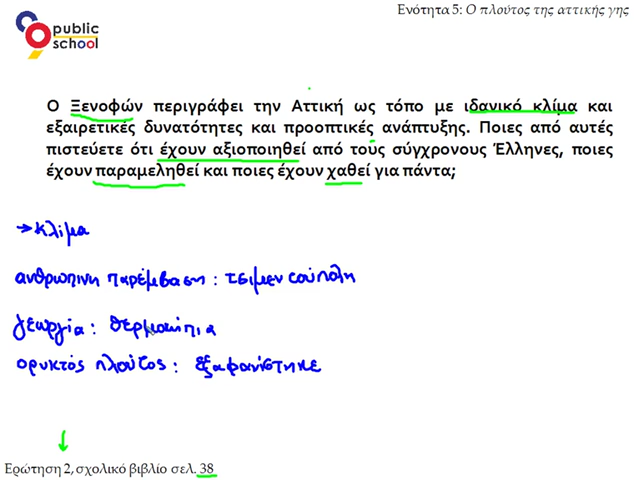 Ενότητα 5: Ο πλούτος της αττικής γης
public
school
Ο Ξενοφών περιγράφει την Αττική ως τόπο με ιδανικό κλίμα και
εξαιρετικές δυνατότητες και προοπτικές ανάπτυξης. Ποιες από αυτές
πιστεύετε ότι έχουν αξιοποιηθεί από τους σύγχρονους Έλληνες, ποιες
έχουν παραμεληθεί και ποιες έχουν χαθεί για πάντα;
→ κλίμα
ανθρωπινη παρέμβαση : τσιμεντούπολη
γεωργία : θερμοκήπια
ορυκτός πλούτος : εξαφανίστηκε
Ερώτηση 2, σχολικό βιβλίο σελ. 38